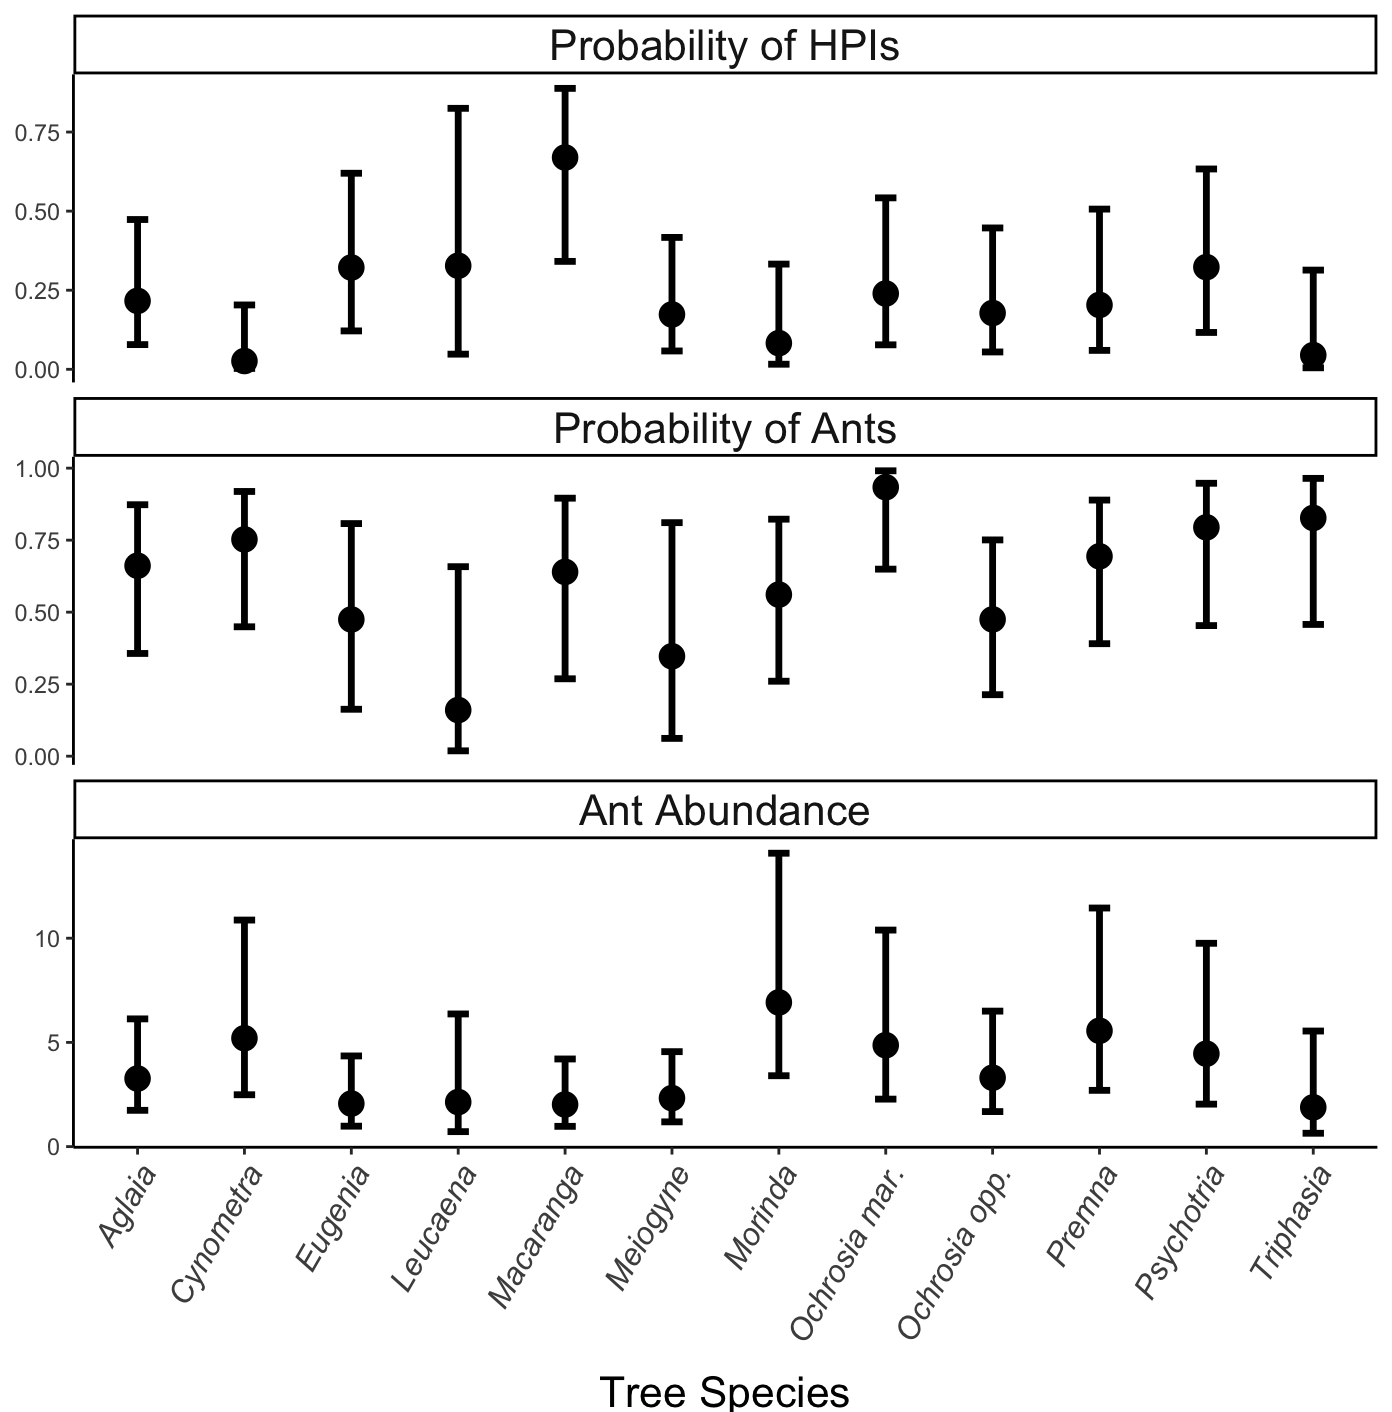 Probability of HPIs
0.75
0.50
0.25
0.00
Probability of Ants
1.00
0.75
0.50
0.25
0.00
Ant Abundance
10
5
0
Aglaia
Cynometra
Eugenia
Leucaena
Macaranga
Meiogyne
Morinda
Ochrosia mar.
Ochrosia opp.
Premna
Psychotria
Triphasia
Tree Species